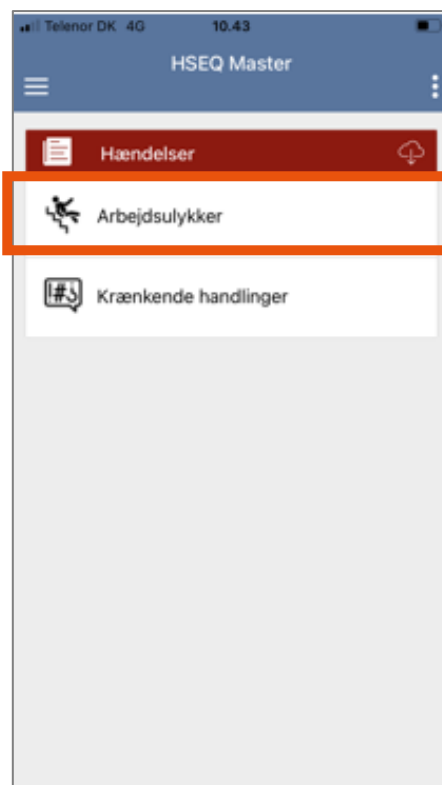 Telenor DK 4G 10.43
HSEQ Master
Hændelser
Arbejdsulykker
!#; Krænkende handlinger